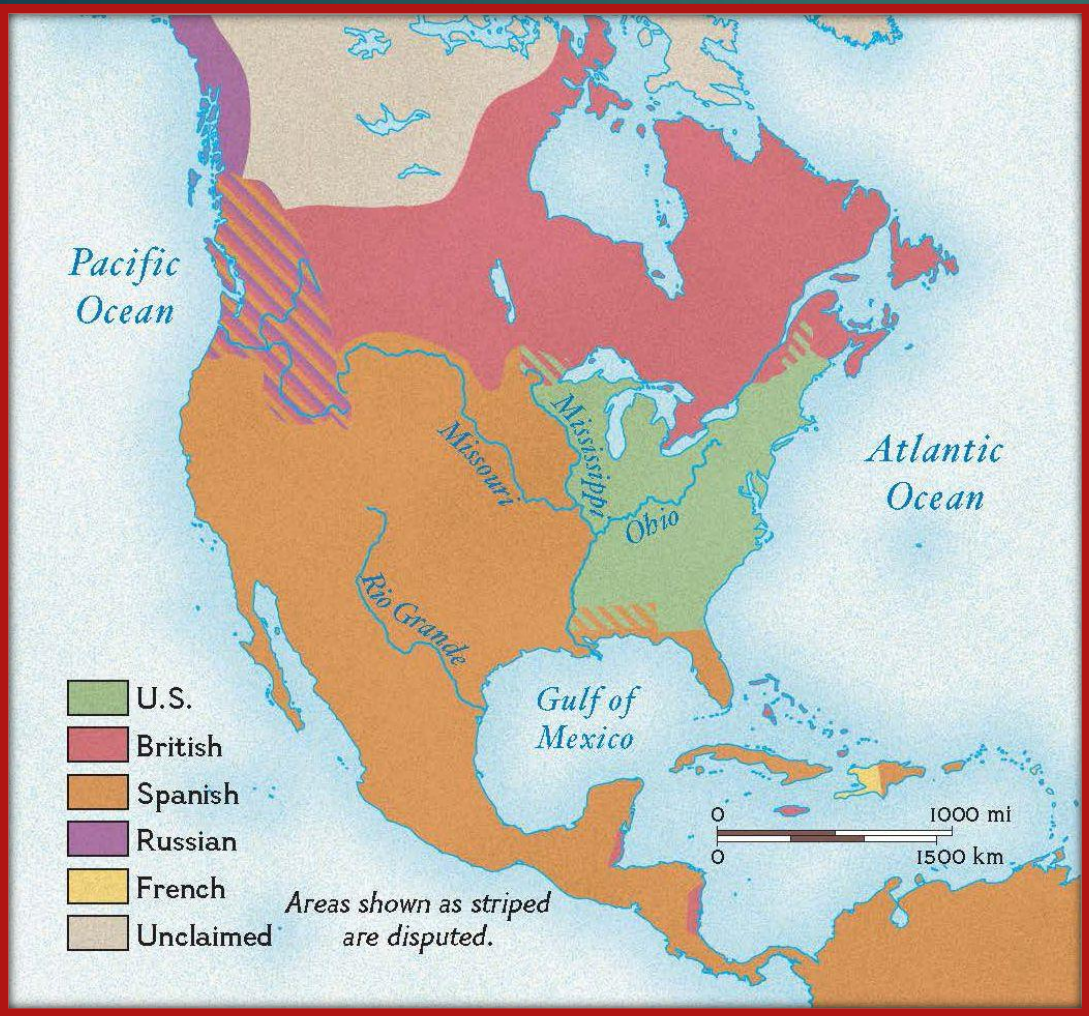 Pacific
Ocean
Missouri
Mississippi
Ohio
Atlantic
Ocean
Rio Grande
Gulf of
Mexico
U.S.
British
Spanish
Russian
French
Unclaimed
Areas shown as striped
are disputed.
0 1000 mi
0 1500 km